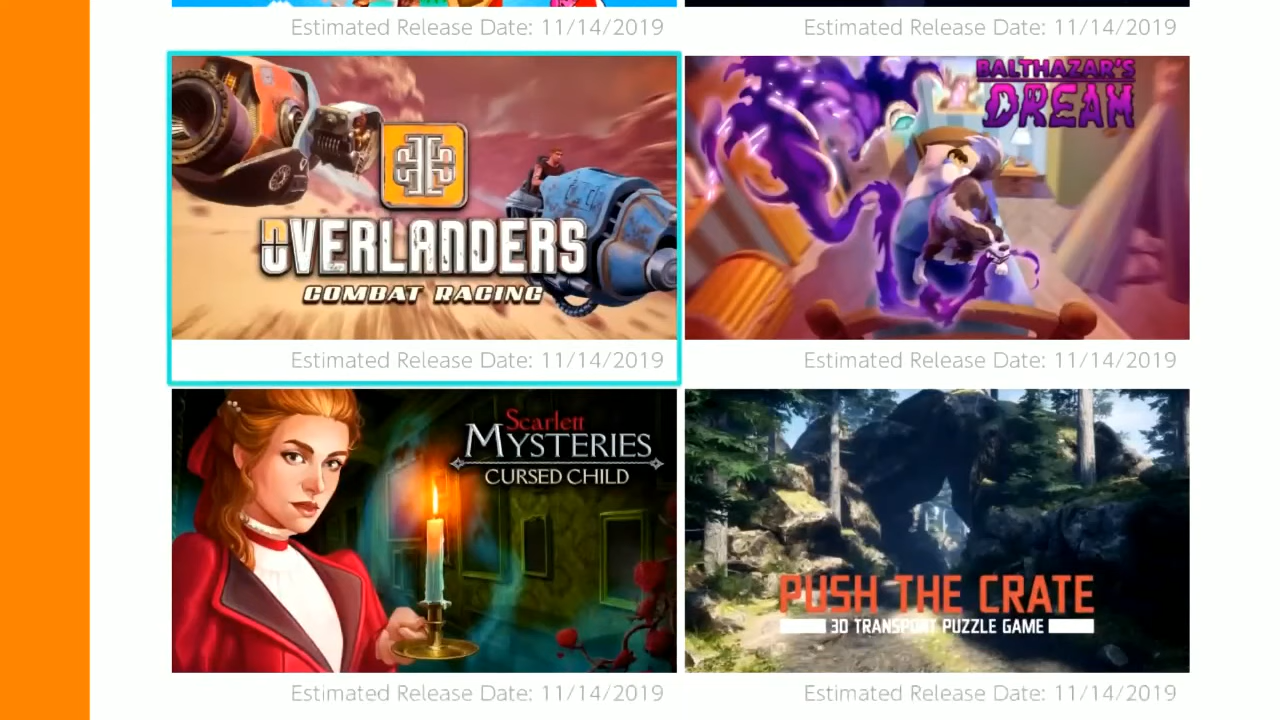 Estimated Release Date: 11/14/2019
Estimated Release Date: 11/14/2019
OVERLANDERS
COMBAT RACING
BALTHAZAR'S
DREAM
Estimated Release Date: 11/14/2019
Estimated Release Date: 11/14/2019
Scarlett
MYSTERIES
CURSED CHILD
PUSH THE CRATE
3D TRANSPORT PUZZLE GAME
Estimated Release Date: 11/14/2019
Estimated Release Date: 11/14/2019